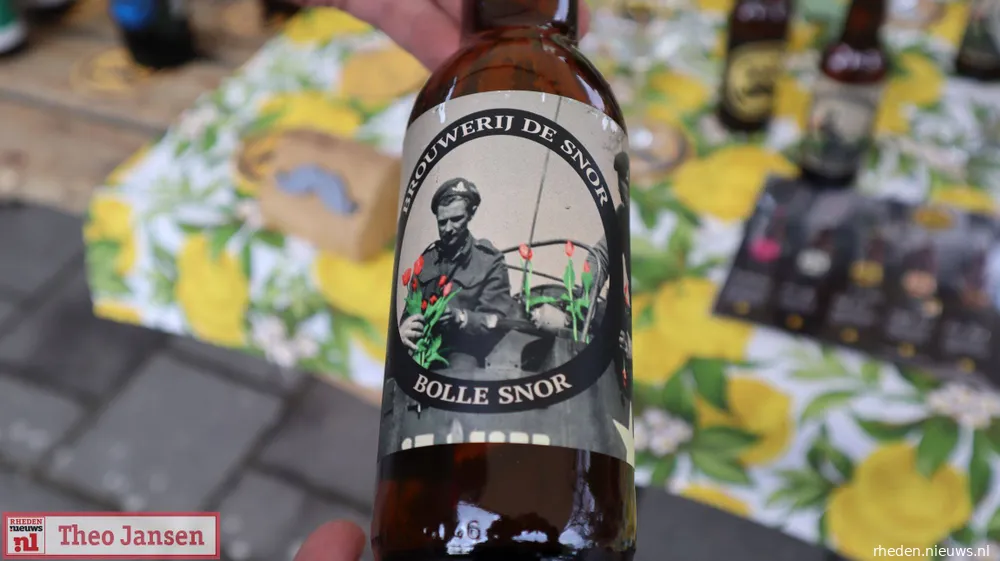 BROUWERIJ DE SNOR
BOLLE SNOR
RHEDEN
nieuws
.nl
Theo Jansen
rheden.nieuws.nl